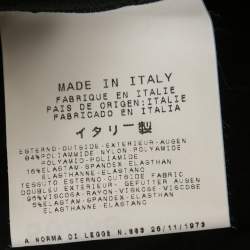 MADE IN ITALY
FABRIQUE EN ITALIE
PAIS DE ORIGEN:ITALIE
FABRICADO EN ITALIA
イタリー製
ESTERNO-OUTSIDE-EXTERIEUR-AUSEN
84%POLIAMMIDE NYLON POLYAMIDE
POLYAMID-POLIAMIDE
16%ELASTAM-SPANDEX ELASTHAN
ELASTHANNE-ELASTANO
TESSUTO ESTERNO-OUTSIDE FABRIC
DOUBLEU EXTERIEUR- GEFUTTER AUSEN
95%VISCOSA-RAYON-VISCOSE-VISCOSE
5%ELASTAM-SPANDEX ELASTHAN
ELASTHANNE ELASTANO
A NORMA DI LEGGE N.883 26/11/1973